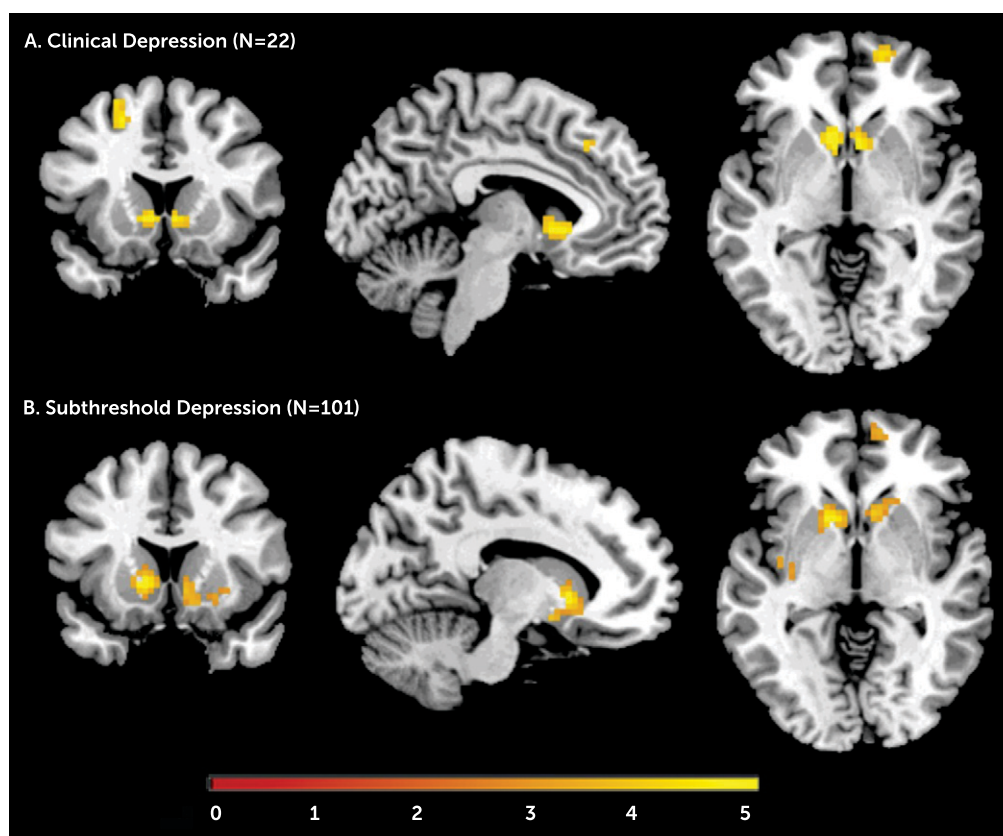 A. Clinical Depression (N=22)
B. Subthreshold Depression (N=101)
0 1 2 3 4 5